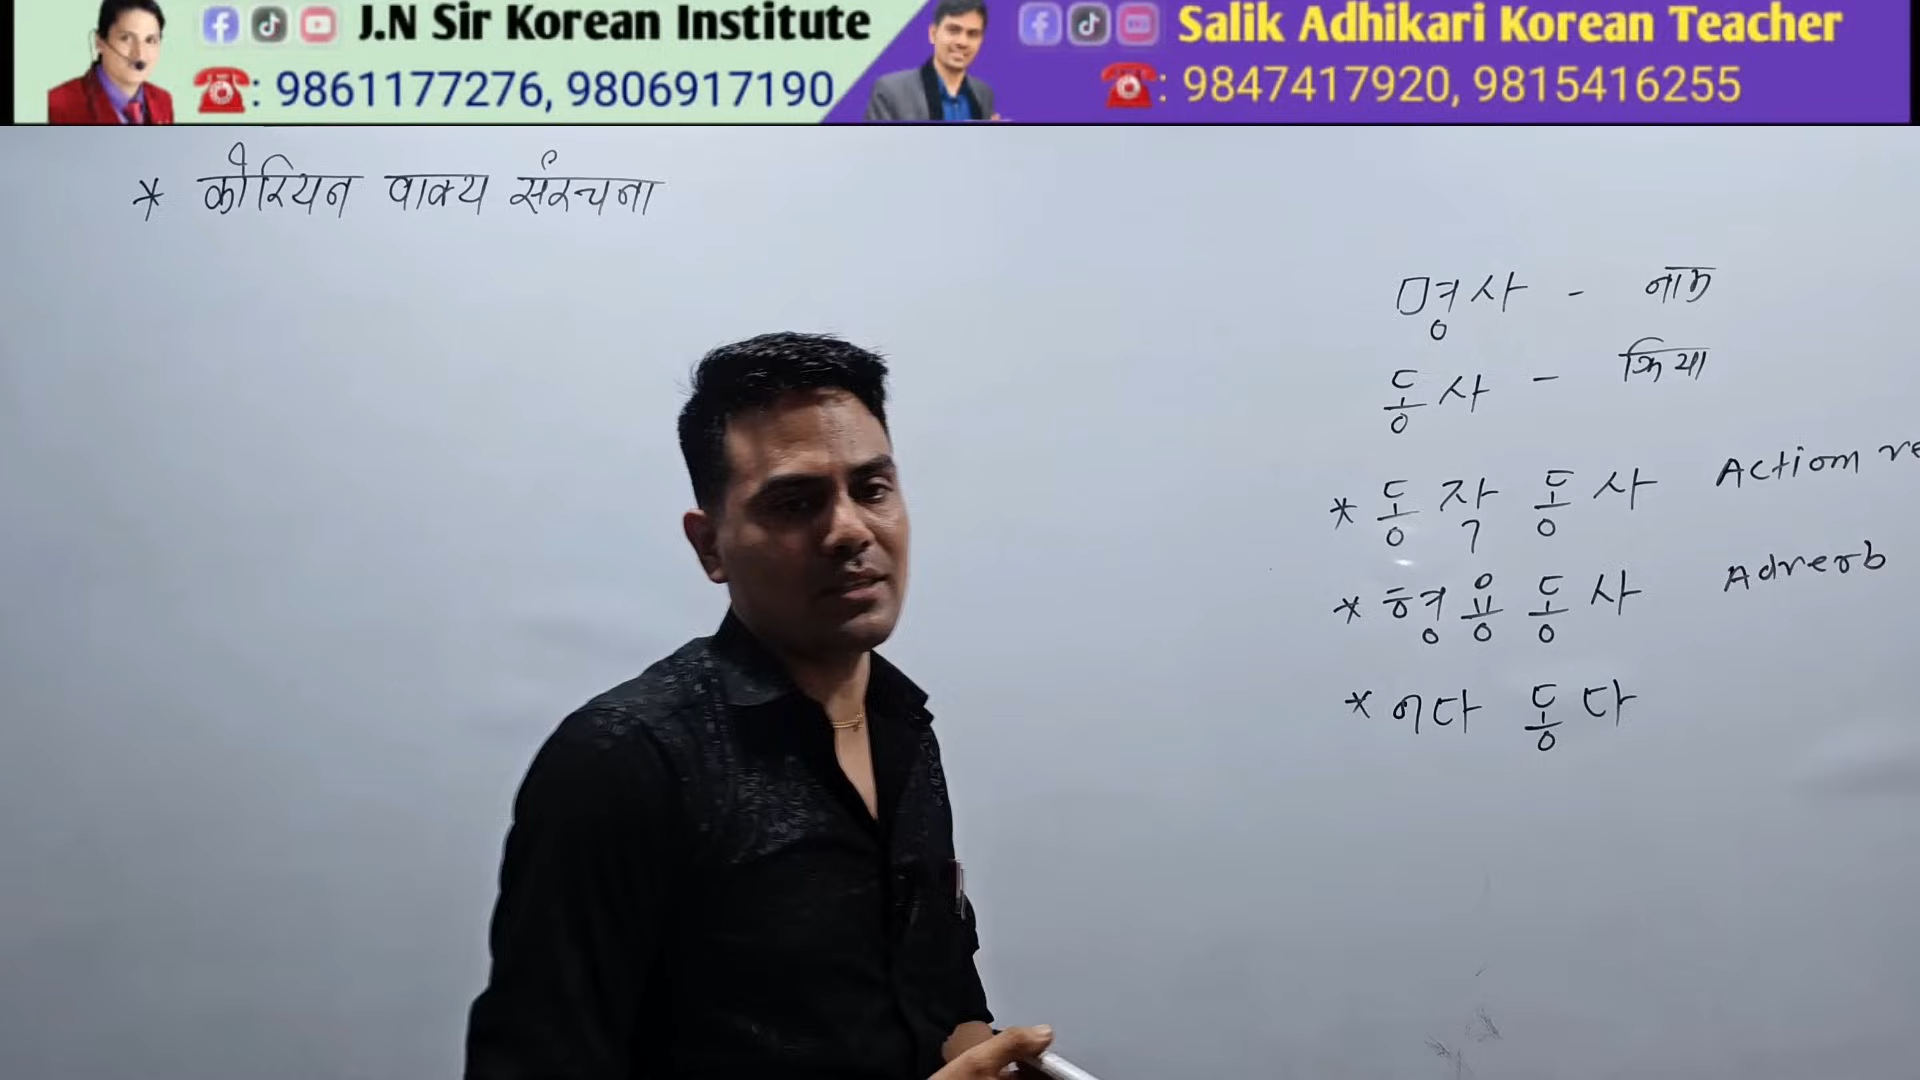 J.N Sir Korean Institute
: 9861177276, 9806917190
Salik Adhikari Korean Teacher
: 9847417920, 9815416255
* कोरियन वाक्य संरचना
명사 - नाम
동사 - क्रिया
* 동작 동사 Action ve
* 형용동사 Adverb
* 이다 동다